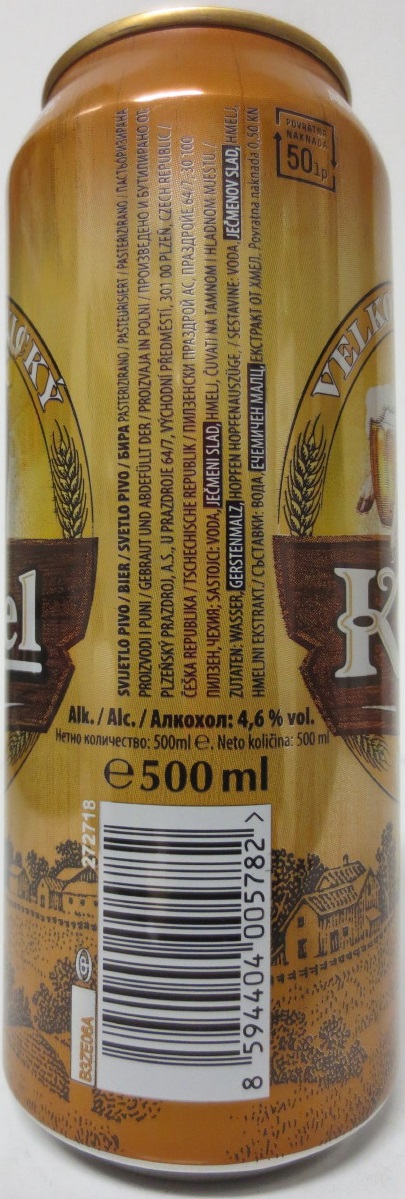 POVRATNA
NAKNADA
50lp
SVIJETLO PIVO / BIER / SVETLO PIVO / БИРА PASTERIZIRANO / PASTEURISIERT / PASTERIZIRANO / ПАСТЬОРИЗИРАНА
PROIZVODI I PUNI / GEBRAUT UND ABGEFÜLLT DER / PROIZVAJA IN POLNI / ПРОИЗВЕДЕНО И БУТИЛИРАНО ОТ
PLZEŇSKÝ PRAZDROJ, A.S., U PRAZDROJE 64/7, VÝCHODNÍ PŘEDMĚSTÍ, 301 00 PLZEŇ, CZECH REPUBLIC /
ČESKA REPUBLIKA / TSCHECHISCHE REPUBLIK / ПИЛЗЕНСКИ ПРАЗДРОЙ АС, ПРАЗДРОЙЕ 64/7, 30 100
ПИЛЗЕН, ЧЕХИЯ: SASTOJCI: VODA, JEČMENI SLAD, HMELJ, ČUVATI NA TAMNOM I HLADNOM MJESTU /
ZUTATEN: WASSER, GERSTENMALZ, HOPFEN HOPFENAUSZÜGE, / SESTAVINE: VODA, JEČMENOV SLAD, HMELJ,
HMELJNI EKSTRAKT / СЪСТАВКИ: ВОДА, ЕЧЕМИЧЕН МАЛЦ, ЕКСТРАКТ ОТ ХМЕЛ. Povratna naknada 0,50 KN
VELKO
ICKÝ
el
K
Alk. / Alc. / Алкохол: 4,6 % vol.
Нетно количество: 500ml ℮. Neto količina: 500 ml
℮500 ml
272718
B3ZE06A
8 594404 005782 >